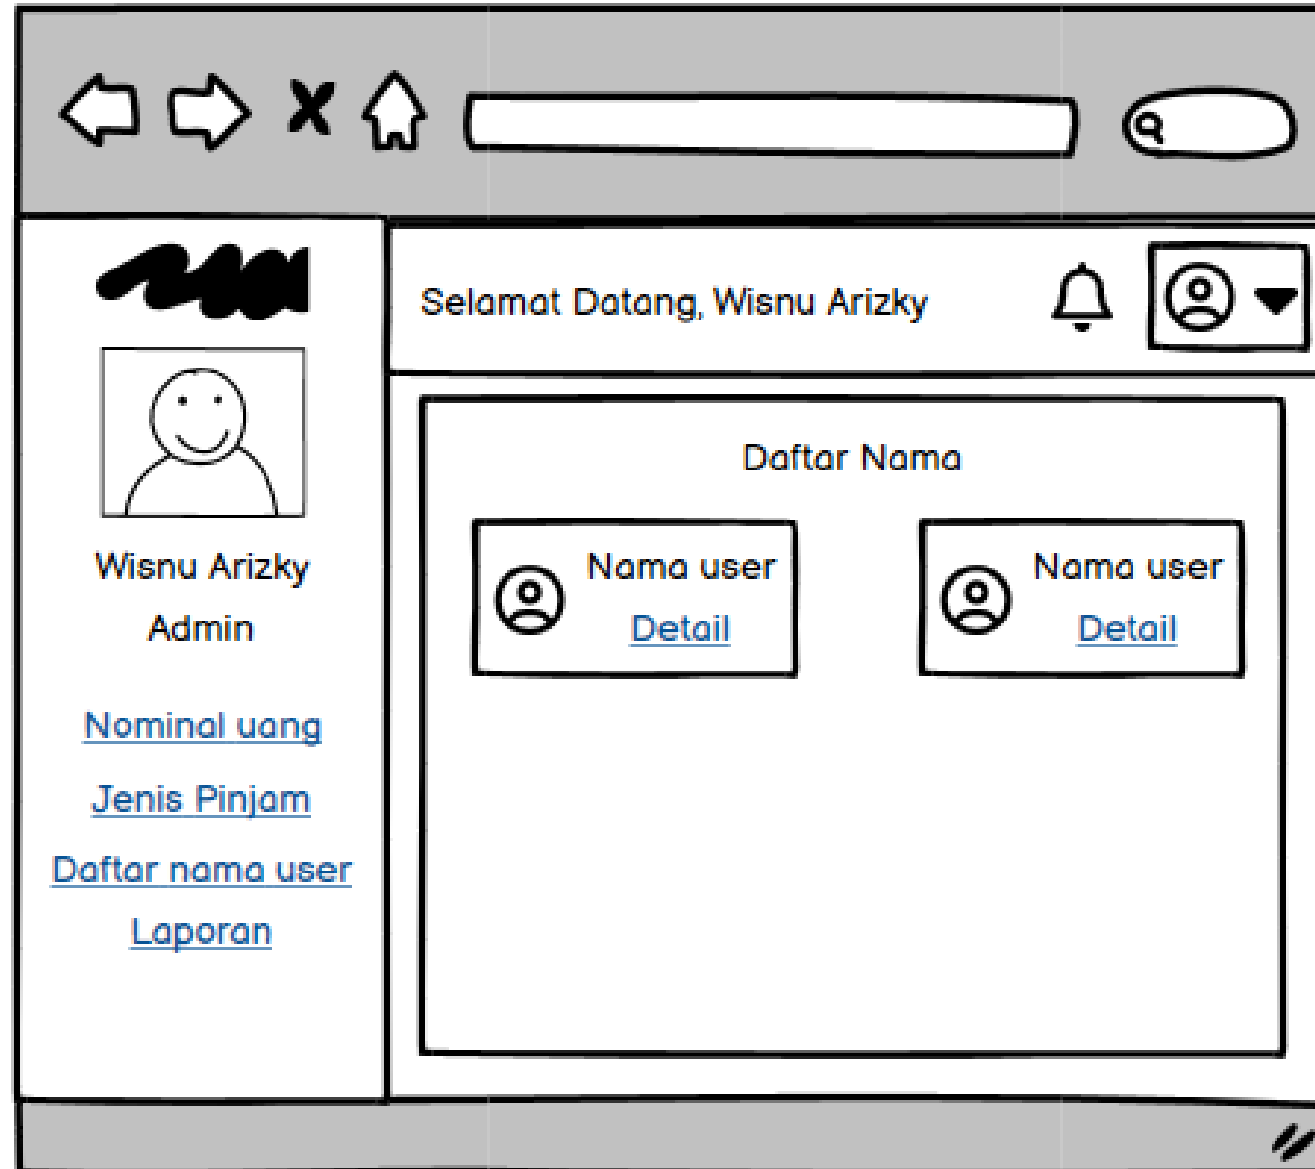 Selamat Datang, Wisnu Arizky
Wisnu Arizky
Admin
Nominal uang
Jenis Pinjam
Daftar nama user
Laporan
Daftar Nama
Nama user
Detail
Nama user
Detail